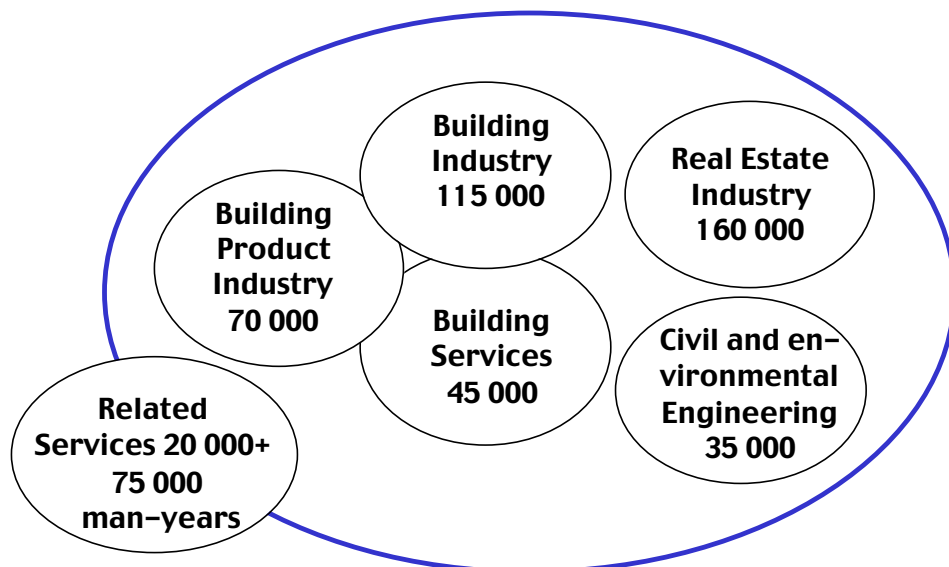 Building
Industry
115 000
Real Estate
Industry
160 000
Building
Product
Industry
70 000
Building
Services
45 000
Civil and en-
vironmental
Engineering
35 000
Related
Services 20 000+
75 000
man-years